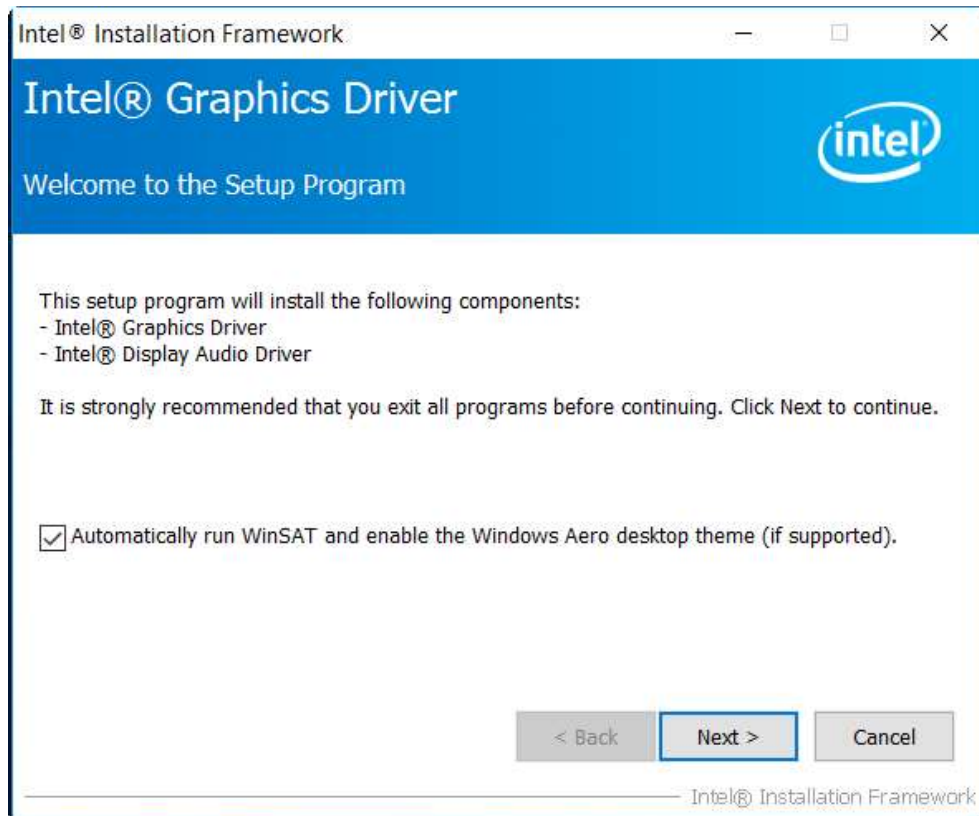 Intel® Installation Framework
Intel® Graphics Driver
intel
Welcome to the Setup Program
This setup program will install the following components:
- Intel® Graphics Driver
- Intel® Display Audio Driver
It is strongly recommended that you exit all programs before continuing. Click Next to continue.
Automatically run WinSAT and enable the Windows Aero desktop theme (if supported).
< Back Next > Cancel
Intel® Installation Framework